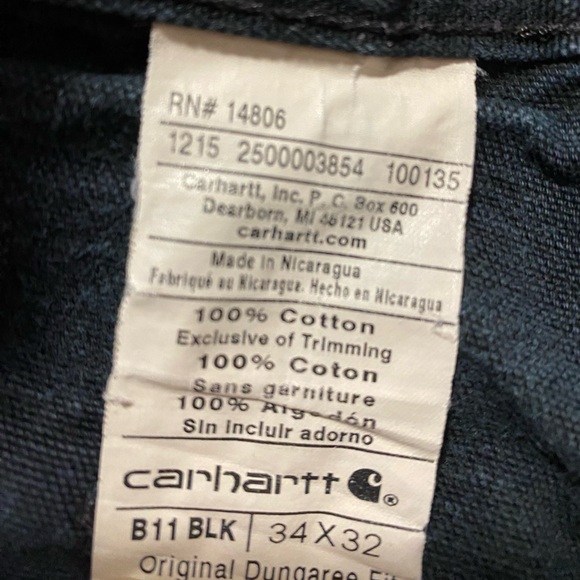 RN# 14806
1215 2500003854 100135
Carhartt, Inc. P. C. Box 600
Dearborn, MI 48121 USA
carhartt.com
Made in Nicaragua
Fabriqué au Nicaragua. Hecho en Nicaragua
100% Cotton
Exclusive of Trimming
100% Coton
Sans garniture
100% Algodón
Sin incluir adorno
carhartt ®
B11 BLK | 34X32
Original Dungaree Fit